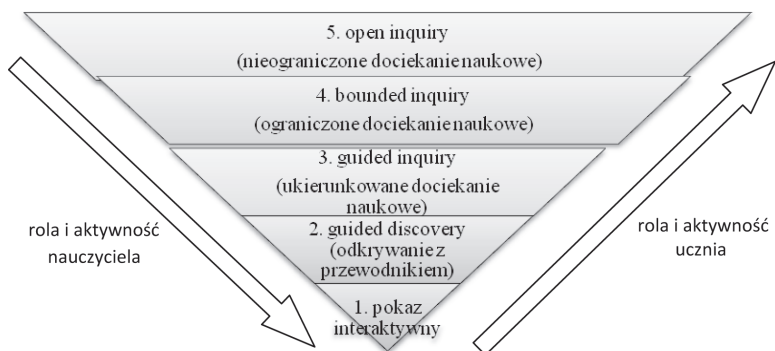 5. open inquiry
(nieograniczone dociekanie naukowe)
4. bounded inquiry
(ograniczone dociekanie naukowe)
3. guided inquiry
(ukierunkowane dociekanie
naukowe)
2. guided discovery
(odkrywanie z
przewodnikiem)
1. pokaz
interaktywny
rola i aktywność
nauczyciela
rola i aktywność
ucznia